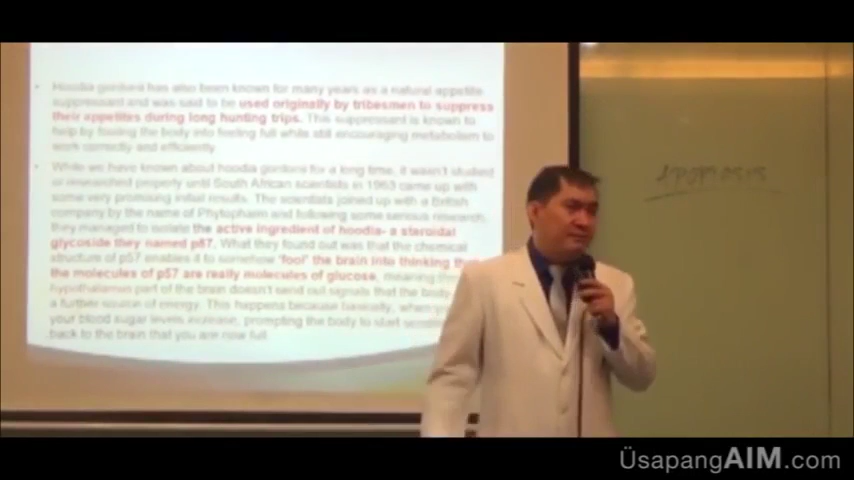 • Hoodia gordonii has also been known for many years as a natural appetite
suppressant and was said to be used originally by tribesmen to suppress
their appetites during long hunting trips. This suppressant is known to
help by fooling the body into feeling full while still encouraging metabolism to
work correctly and efficiently.
• While we have known about hoodia gordonii for a long time, it wasn't studied
or researched properly until South African scientists in 1963 came up with
some very promising initial results. The scientists joined up with a British
company by the name of Phytopharm and following some serious research,
they managed to isolate the active ingredient of hoodia- a steroidal
glycoside they named p57. What they found out was that the chemical
structure of p57 enables it to somehow 'fool' the brain into thinking
the molecules of p57 are really molecules of glucose, meaning
hypothalamus part of the brain doesn't send out signals that the body
a further source of energy. This happens because basically, when
your blood sugar levels increase, prompting the body to start
back to the brain that you are now full.
APOPTOSIS
ÜsapangAIM.com